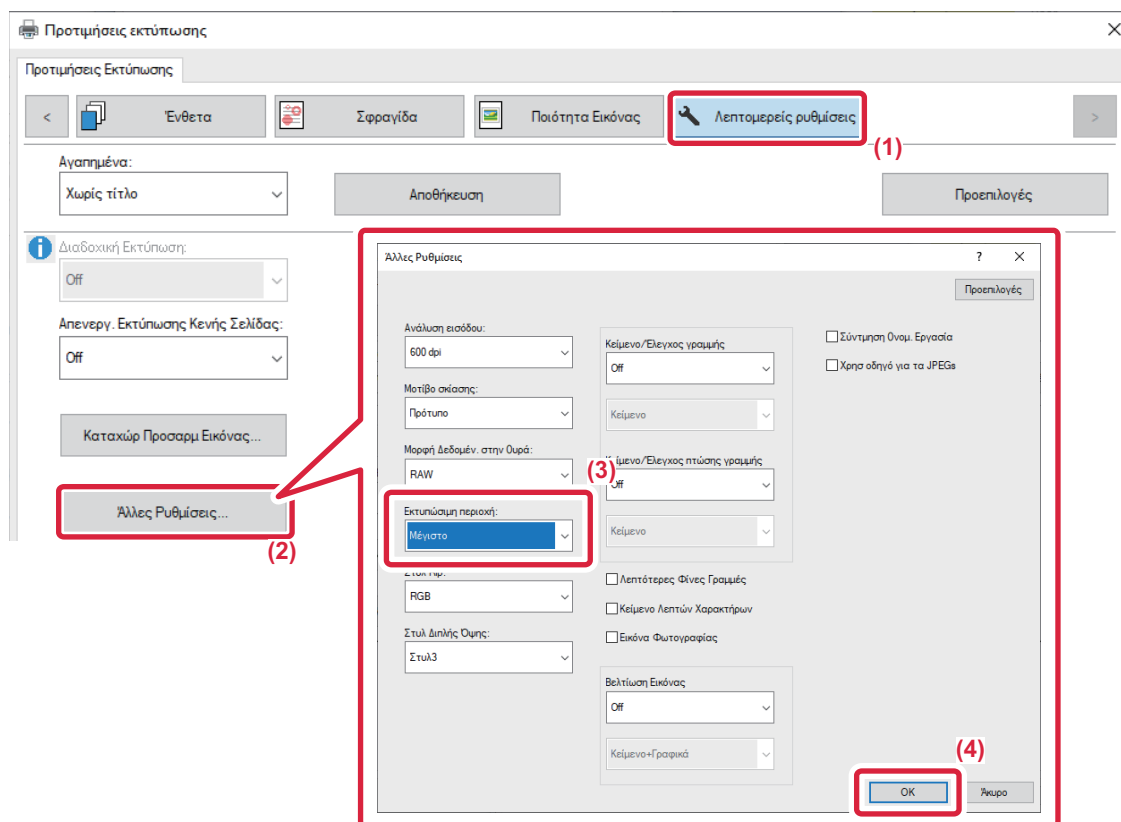 Προτιμήσεις εκτύπωσης
Προτιμήσεις Εκτύπωσης
< Ένθετα Σφραγίδα Ποιότητα Εικόνας Λεπτομερείς ρυθμίσεις >
(1)
Αγαπημένα:
Χωρίς τίτλο Αποθήκευση Προεπιλογές
Διαδοχική Εκτύπωση:
Off
Απενεργ. Εκτύπωσης Κενής Σελίδας:
Off
Καταχώρ Προσαρμ Εικόνας...
Άλλες Ρυθμίσεις...
(2)
Άλλες Ρυθμίσεις ?
Προεπιλογές
Ανάλυση εισόδου:
600 dpi
Μοτίβο σκίασης:
Πρότυπο
Μορφή Δεδομέν. στην Ουρά:
RAW
(3)
Εκτυπώσιμη περιοχή:
Μέγιστο
RGB
Στυλ Διπλής Όψης:
Στυλ3
Κείμενο/Έλεγχος γραμμής
Off
Κείμενο
Κείμενο/Έλεγχος πτώσης γραμμής
Off
Κείμενο
Λεπτότερες Φίνες Γραμμές
Κείμενο Λεπτών Χαρακτήρων
Εικόνα Φωτογραφίας
Βελτίωση Εικόνας
Off
Κείμενο+Γραφικά
Σύντμηση Ονομ. Εργασία
Χρησ οδηγό για τα JPEGs
(4)
OK Άκυρο